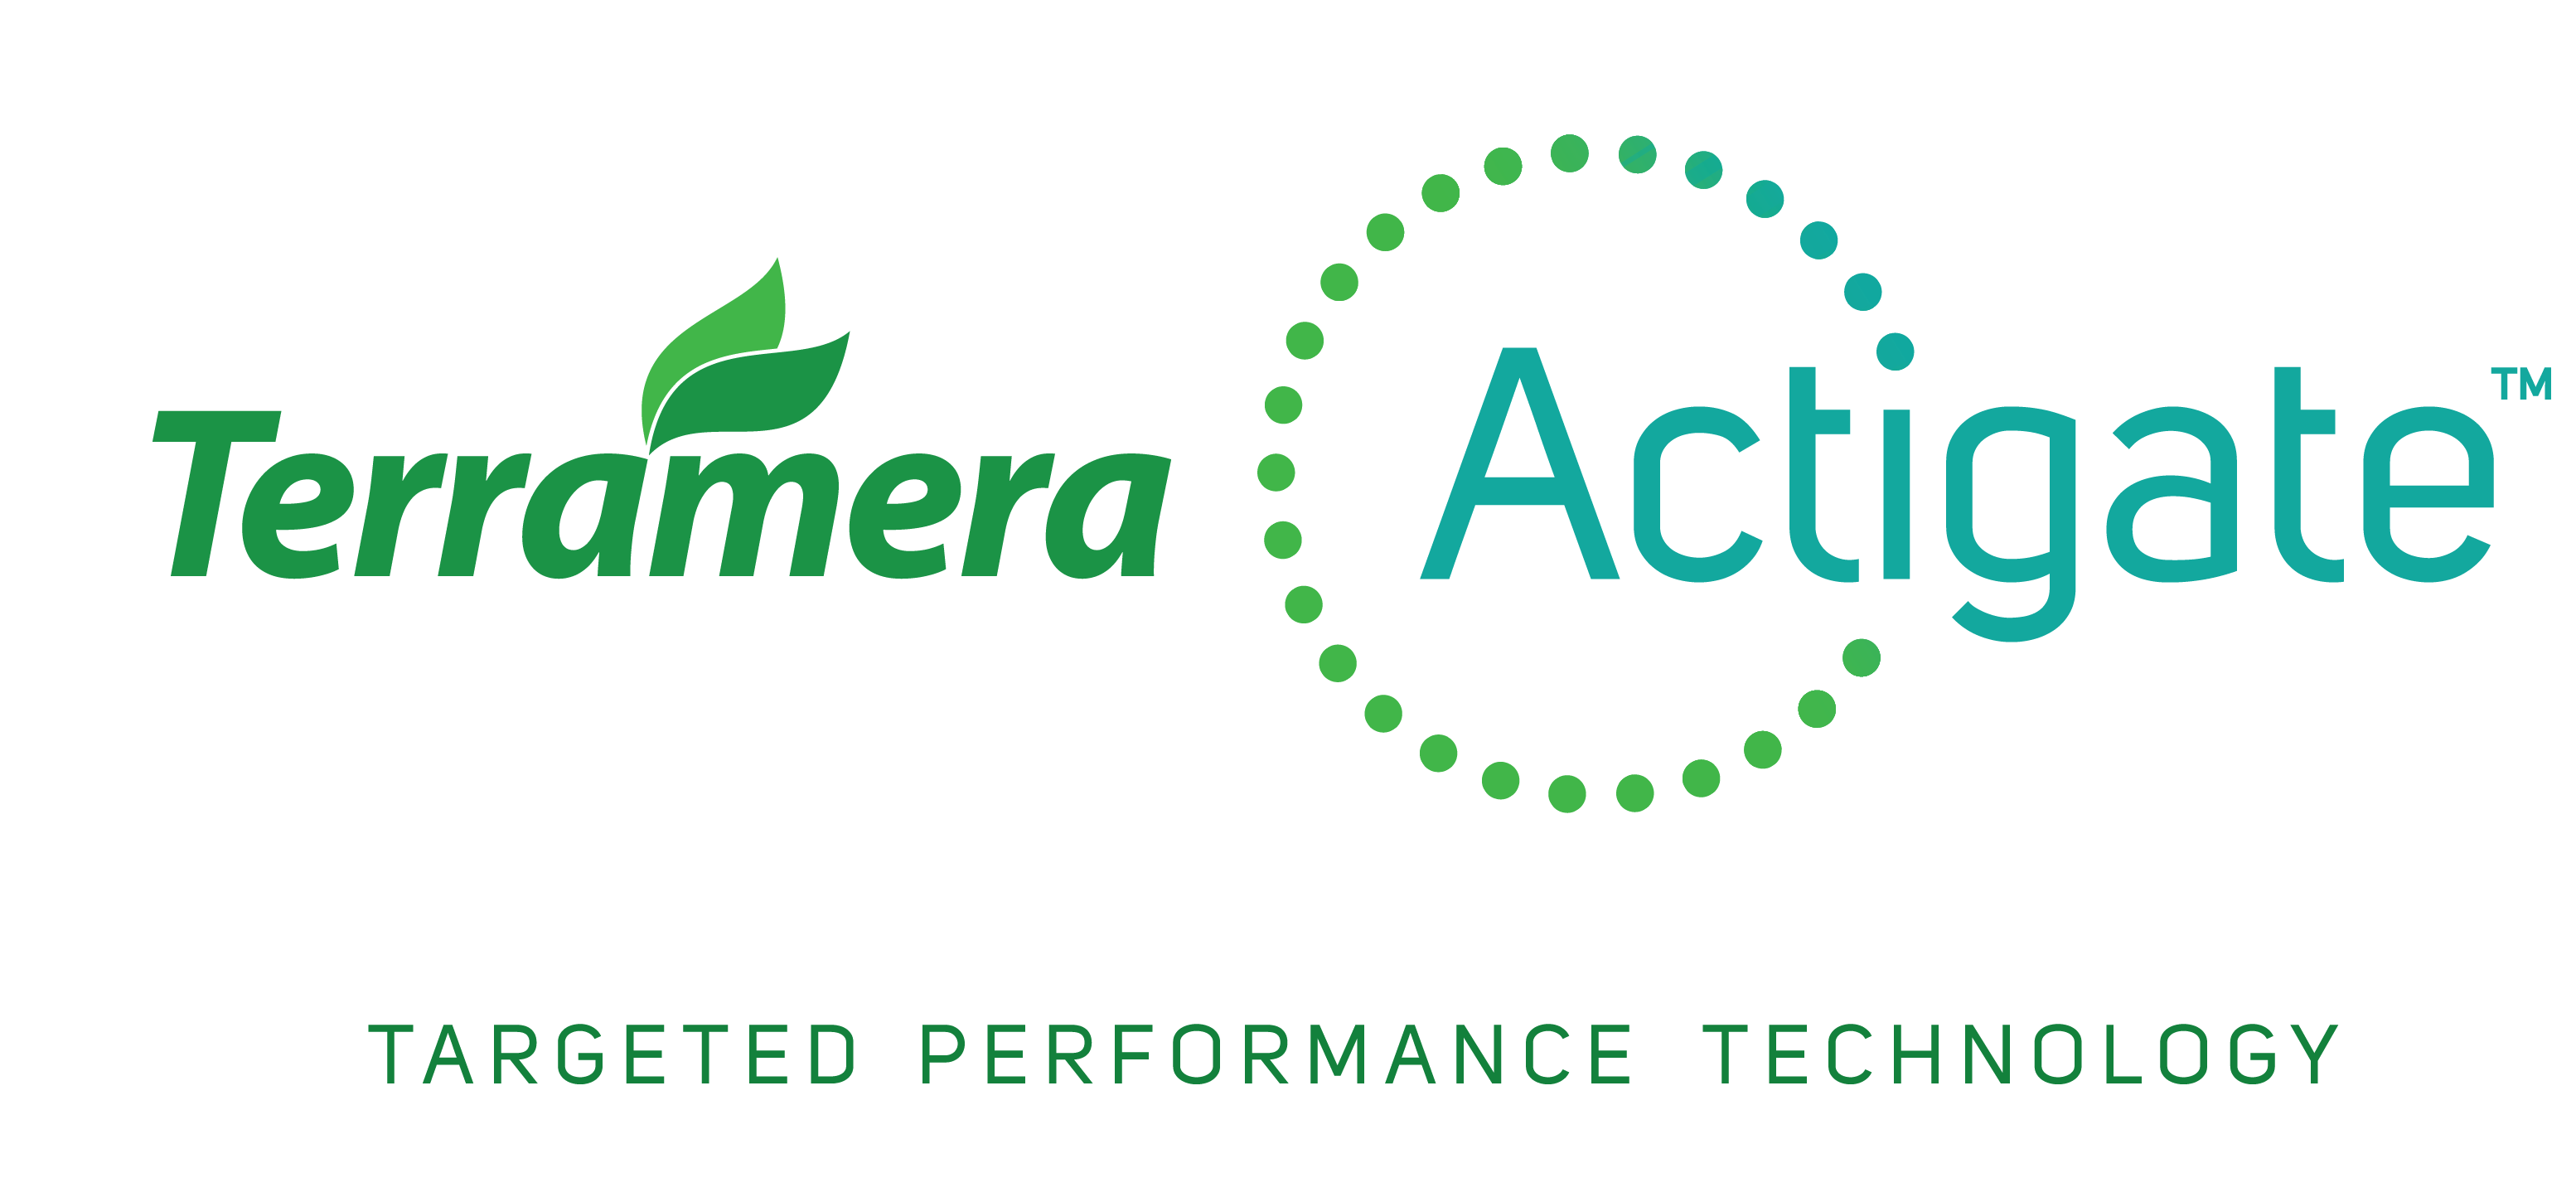 Terramera Actigate™
TARGETED PERFORMANCE TECHNOLOGY